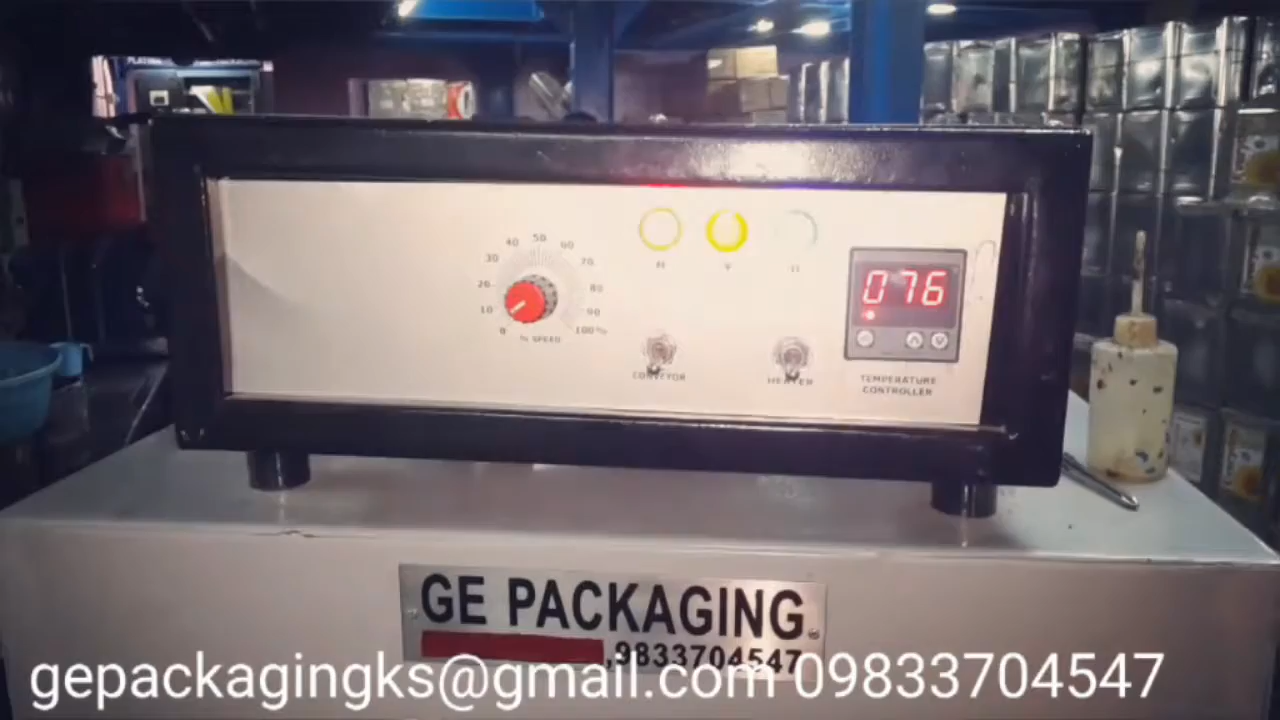 50
40 60
30 70
20 80
10 90
0 100%
% SPEED
CONVEYOR
HEATER
076
TEMPERATURE
CONTROLLER
GE PACKAGING
,9833704547
gepackagingks@gmail.com 09833704547